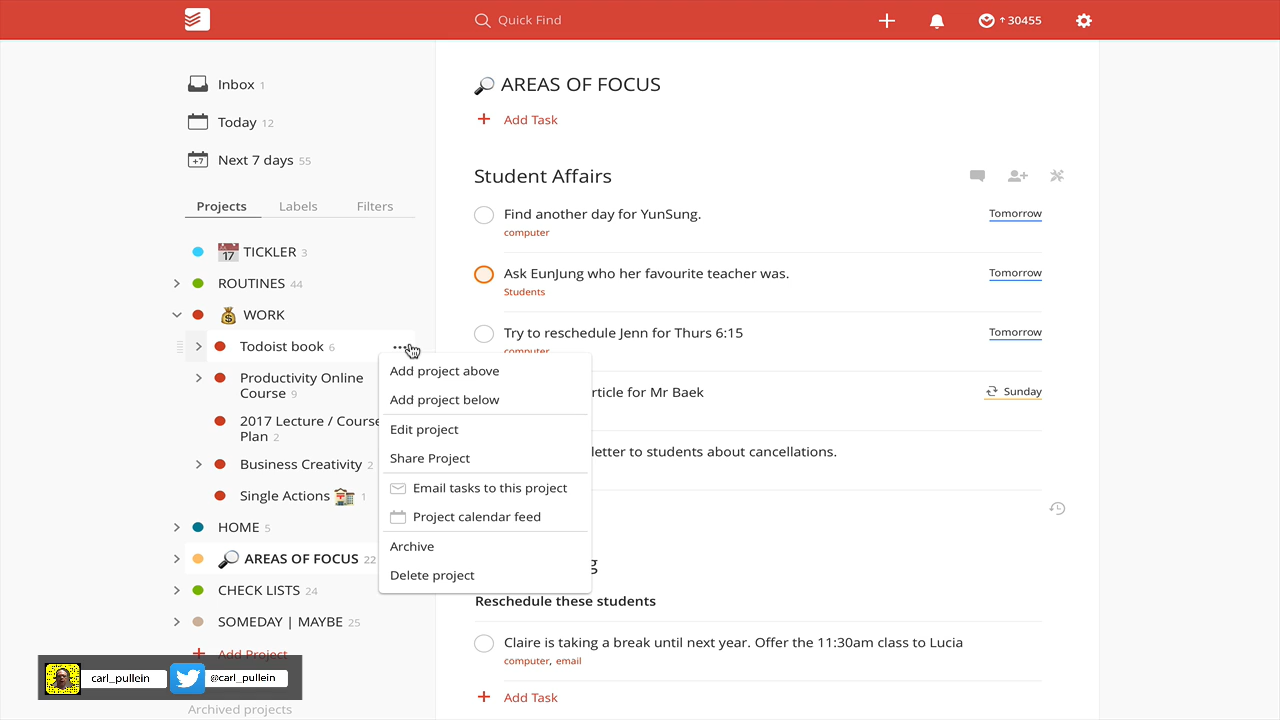 Quick Find
30455
Inbox 1
Today 12
+7 Next 7 days 55
Projects Labels Filters
17 TICKLER 3
ROUTINES 44
WORK
Todoist book 6
Productivity Online
Course 9
2017 Lecture / Course
Plan 2
Business Creativity 2
Single Actions 1
HOME 5
AREAS OF FOCUS 22
CHECK LISTS 24
SOMEDAY | MAYBE 25
Add Project
carl_pullein @carl_pullein
Archived projects
Add project above
Add project below
Edit project
Share Project
Email tasks to this project
Project calendar feed
Archive
Delete project
AREAS OF FOCUS
Add Task
Student Affairs
Find another day for YunSung. Tomorrow
computer
Ask EunJung who her favourite teacher was. Tomorrow
Students
Try to reschedule Jenn for Thurs 6:15 Tomorrow
computer
article for Mr Baek Sunday
letter to students about cancellations.
Reschedule these students
Claire is taking a break until next year. Offer the 11:30am class to Lucia
computer, email
Add Task